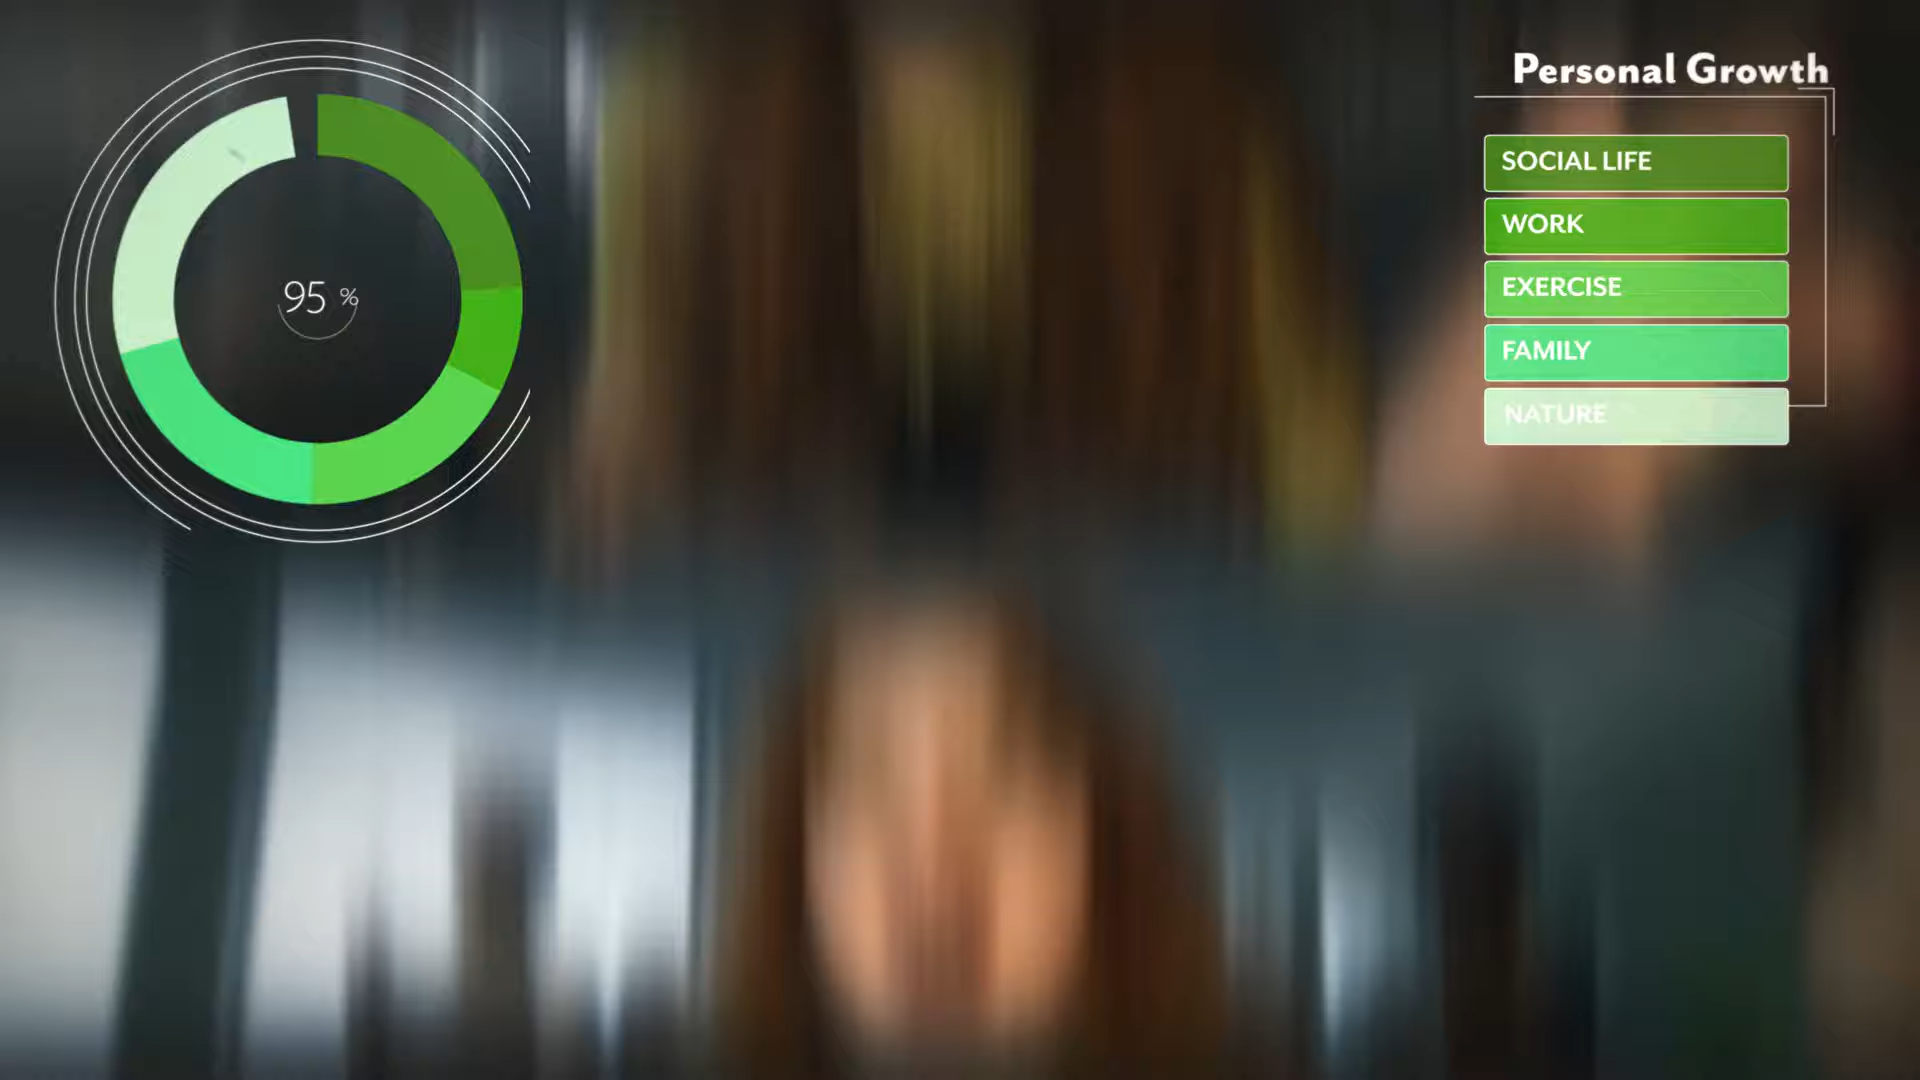 Personal Growth
95 %
SOCIAL LIFE
WORK
EXERCISE
FAMILY
NATURE